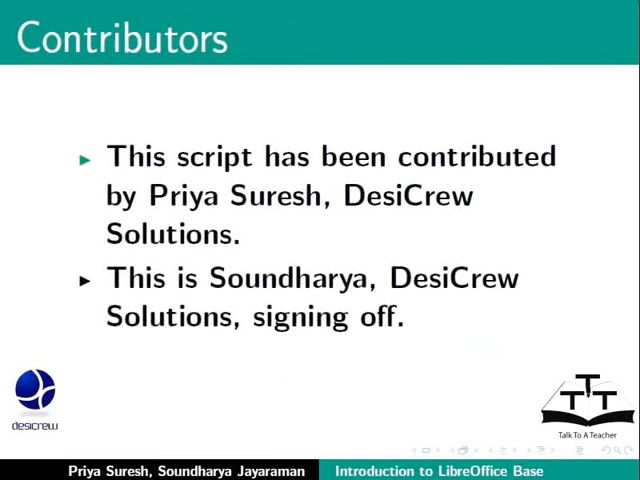 Contributors
This script has been contributed
by Priya Suresh, DesiCrew
Solutions.
This is Soundharya, DesiCrew
Solutions, signing off.
desicrew
T T T
Talk To A Teacher
Priya Suresh, Soundharya Jayaraman Introduction to LibreOffice Base